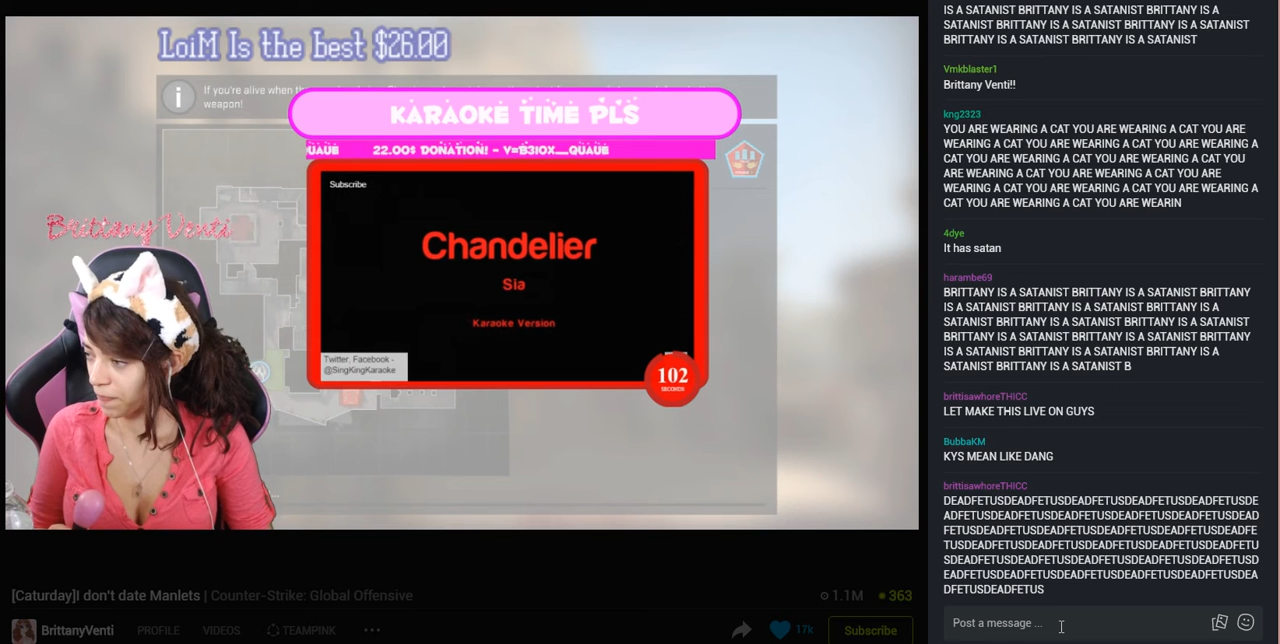 LoiM Is the best $26.00
If you're alive when th
weapon!
KARAOKE TIME PLS
22.00$ DONATION! - V=B3IOX__QUAUE
Subscribe
Chandelier
Sia
Karaoke Version
Twitter, Facebook -
@SingKingKaraoke
102
SECONDS
Brittany Venti
[Caturday]I don't date Manlets | Counter-Strike: Global Offensive
1.1M 363
BrittanyVenti PROFILE VIDEOS TEAMPINK ••• 17k Subscribe
IS A SATANIST BRITTANY IS A SATANIST BRITTANY IS A
SATANIST BRITTANY IS A SATANIST BRITTANY IS A SATANIST
BRITTANY IS A SATANIST BRITTANY IS A SATANIST
Vmkblaster1
Brittany Venti!!
kng2323
YOU ARE WEARING A CAT YOU ARE WEARING A CAT YOU ARE
WEARING A CAT YOU ARE WEARING A CAT YOU ARE WEARING A
CAT YOU ARE WEARING A CAT YOU ARE WEARING A CAT YOU
ARE WEARING A CAT YOU ARE WEARING A CAT YOU ARE
WEARING A CAT YOU ARE WEARING A CAT YOU ARE WEARING A
CAT YOU ARE WEARING A CAT YOU ARE WEARIN
4dye
It has satan
harambe69
BRITTANY IS A SATANIST BRITTANY IS A SATANIST BRITTANY
IS A SATANIST BRITTANY IS A SATANIST BRITTANY IS A
SATANIST BRITTANY IS A SATANIST BRITTANY IS A SATANIST
BRITTANY IS A SATANIST BRITTANY IS A SATANIST BRITTANY
IS A SATANIST BRITTANY IS A SATANIST BRITTANY IS A
SATANIST BRITTANY IS A SATANIST B
brittisawhoreTHICC
LET MAKE THIS LIVE ON GUYS
BubbaKM
KYS MEAN LIKE DANG
brittisawhoreTHICC
DEADFETUSDEADFETUSDEADFETUSDEADFETUSDEADFETUSDE
ADFETUSDEADFETUSDEADFETUSDEADFETUSDEADFETUSDEAD
FETUSDEADFETUSDEADFETUSDEADFETUSDEADFETUSDEADFE
TUSDEADFETUSDEADFETUSDEADFETUSDEADFETUSDEADFETU
SDEADFETUSDEADFETUSDEADFETUSDEADFETUSDEADFETUSD
EADFETUSDEADFETUSDEADFETUSDEADFETUSDEADFETUSDEA
DFETUSDEADFETUS
Post a message ...